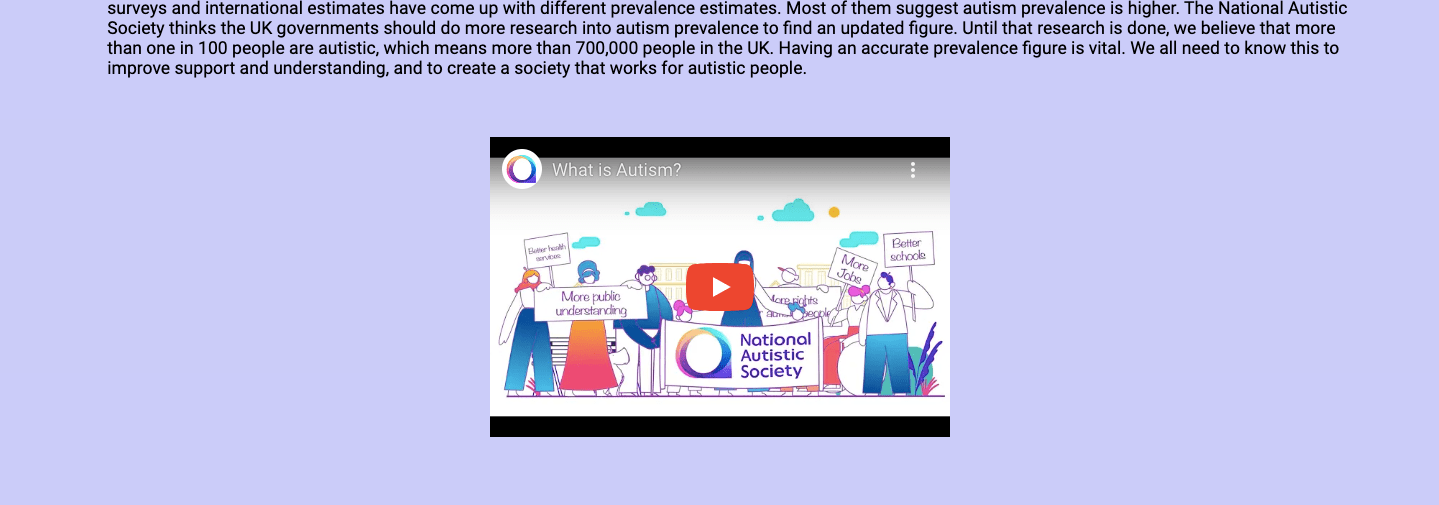 surveys and international estimates have come up with different prevalence estimates. Most of them suggest autism prevalence is higher. The National Autistic
Society thinks the UK governments should do more research into autism prevalence to find an updated figure. Until that research is done, we believe that more
than one in 100 people are autistic, which means more than 700,000 people in the UK. Having an accurate prevalence figure is vital. We all need to know this to
improve support and understanding, and to create a society that works for autistic people.
What is Autism?
Better health
services
Better
schools
More
Jobs
More public
understanding
More rights
people
National
Autistic
Society